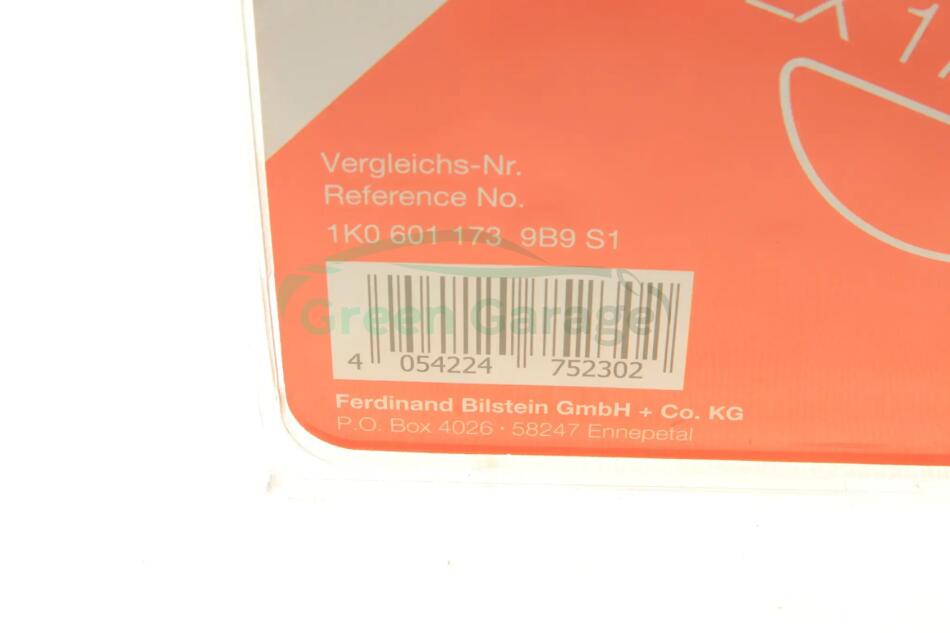 Vergleichs-Nr.
Reference No.
1K0 601 173 9B9 S1
Green Garage
4 054224 752302
Ferdinand Bilstein GmbH + Co. KG
P.O. Box 4026 · 58247 Ennepetal